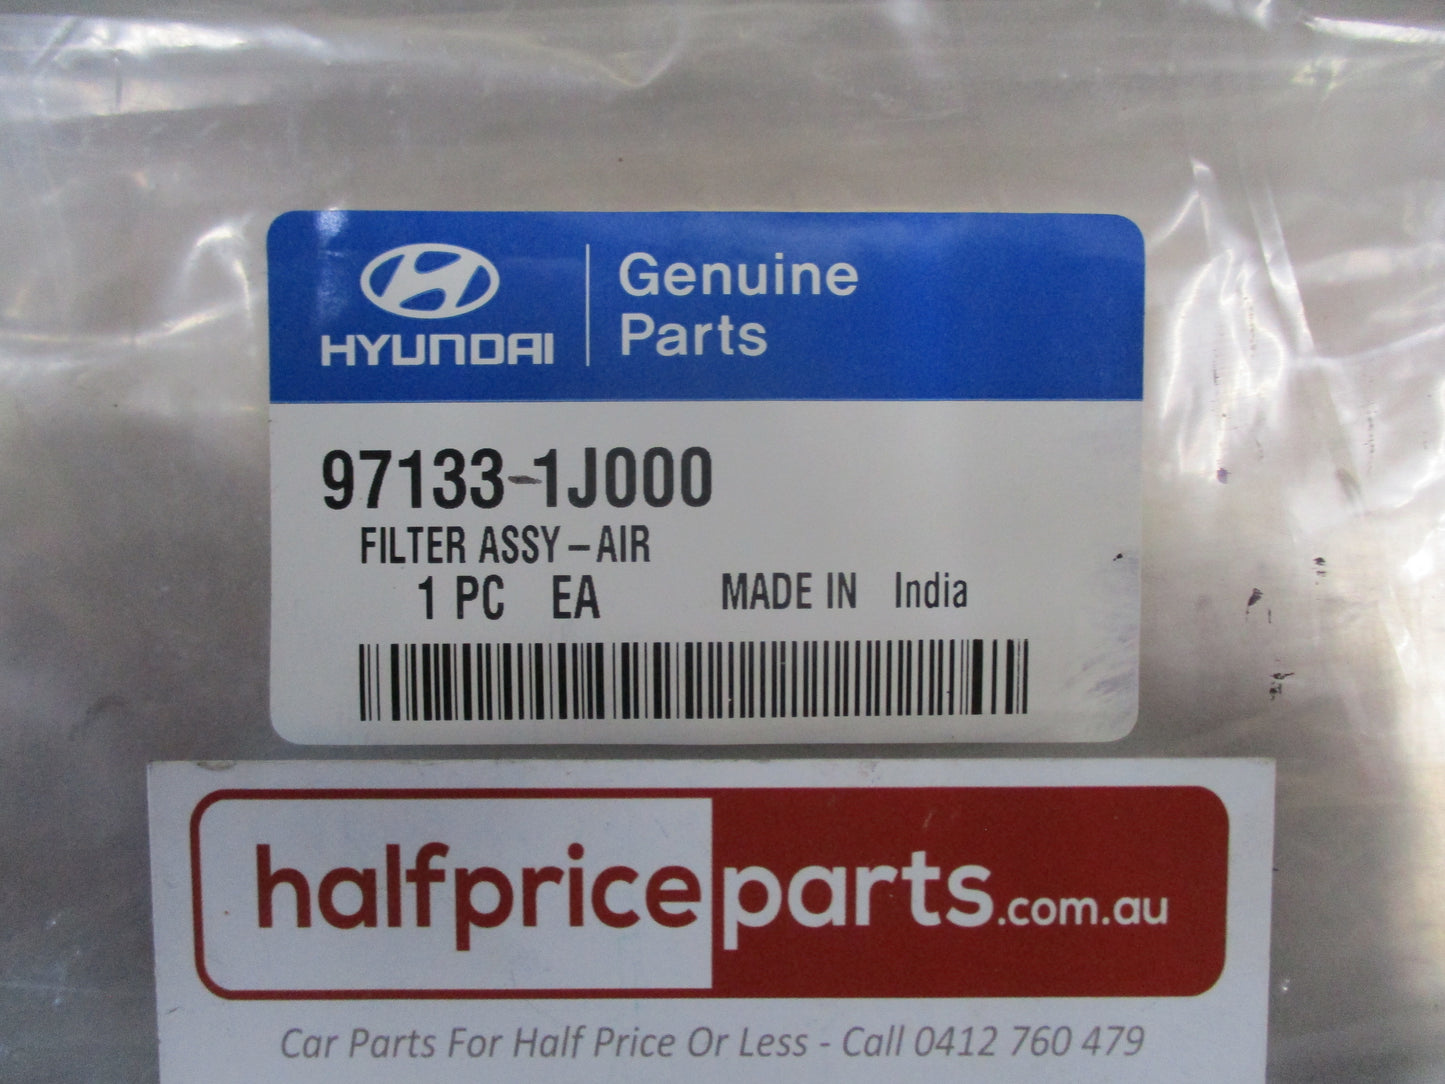 HYUNDAI
Genuine
Parts
97133-1J000
FILTER ASSY-AIR
1 PC EA MADE IN India
halfpriceparts.com.au
Car Parts For Half Price Or Less - Call 0412 760 479